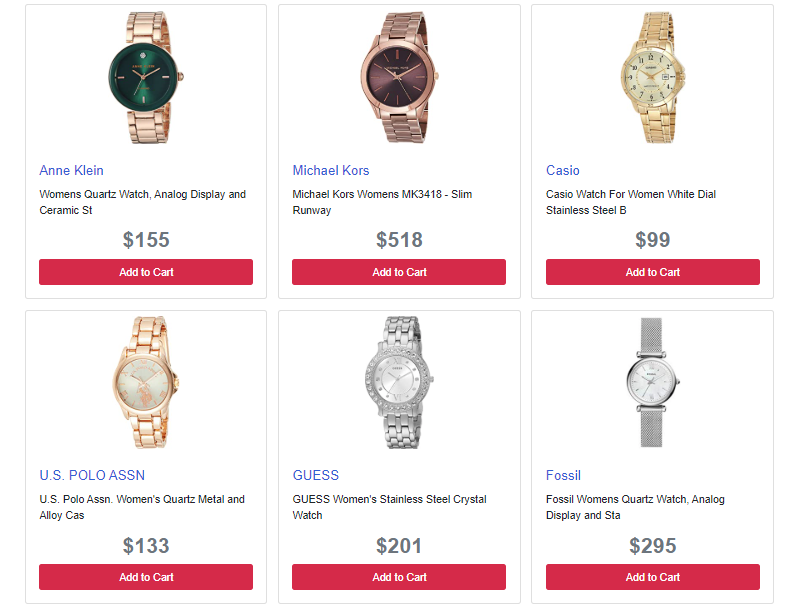 Anne Klein
Womens Quartz Watch, Analog Display and
Ceramic St
$155
Add to Cart
Michael Kors
Michael Kors Womens MK3418 - Slim
Runway
$518
Add to Cart
Casio
Casio Watch For Women White Dial
Stainless Steel B
$99
Add to Cart
U.S. POLO ASSN
U.S. Polo Assn. Women's Quartz Metal and
Alloy Cas
$133
Add to Cart
GUESS
GUESS Women's Stainless Steel Crystal
Watch
$201
Add to Cart
Fossil
Fossil Womens Quartz Watch, Analog
Display and Sta
$295
Add to Cart